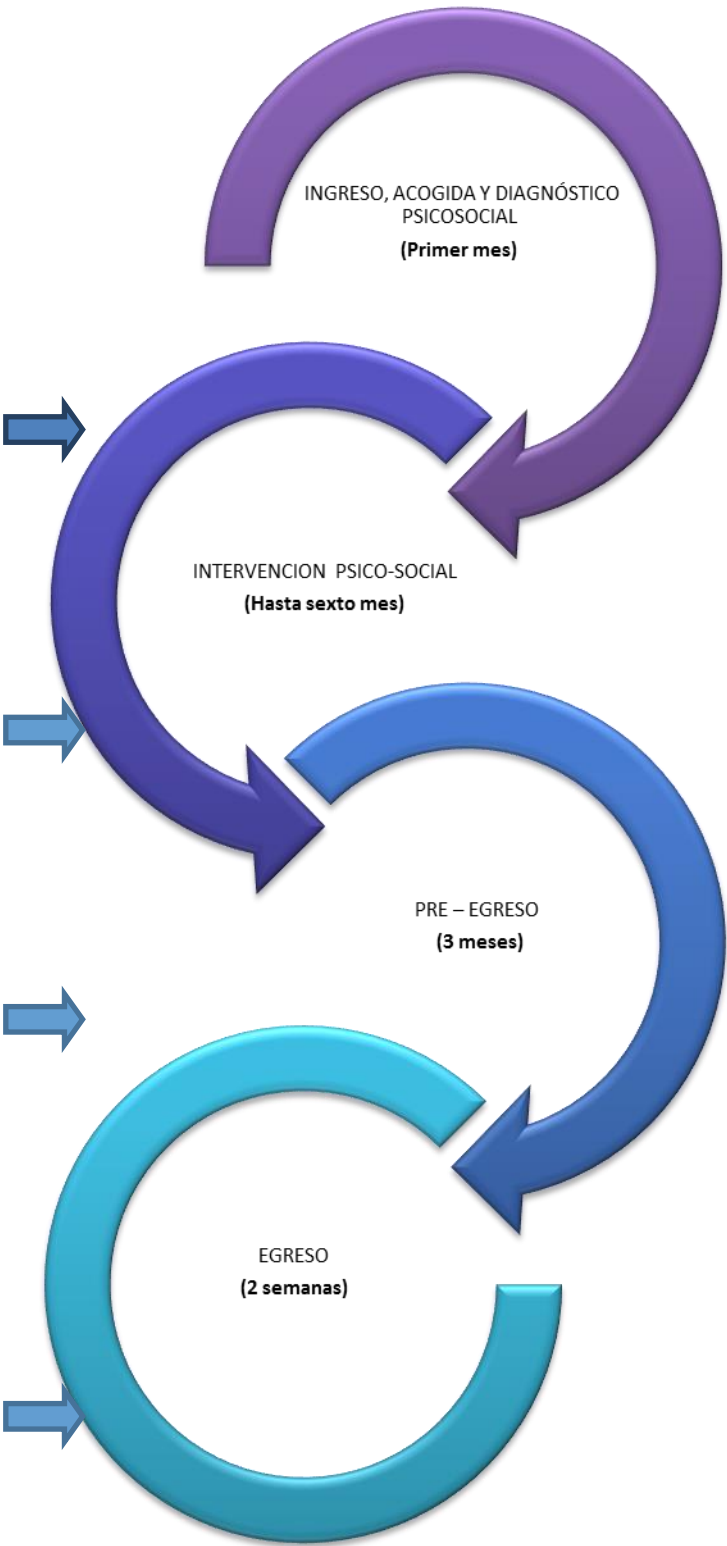 INGRESO, ACOGIDA Y DIAGNÓSTICO
PSICOSOCIAL
(Primer mes)
INTERVENCION PSICO-SOCIAL
(Hasta sexto mes)
PRE – EGRESO
(3 meses)
EGRESO
(2 semanas)